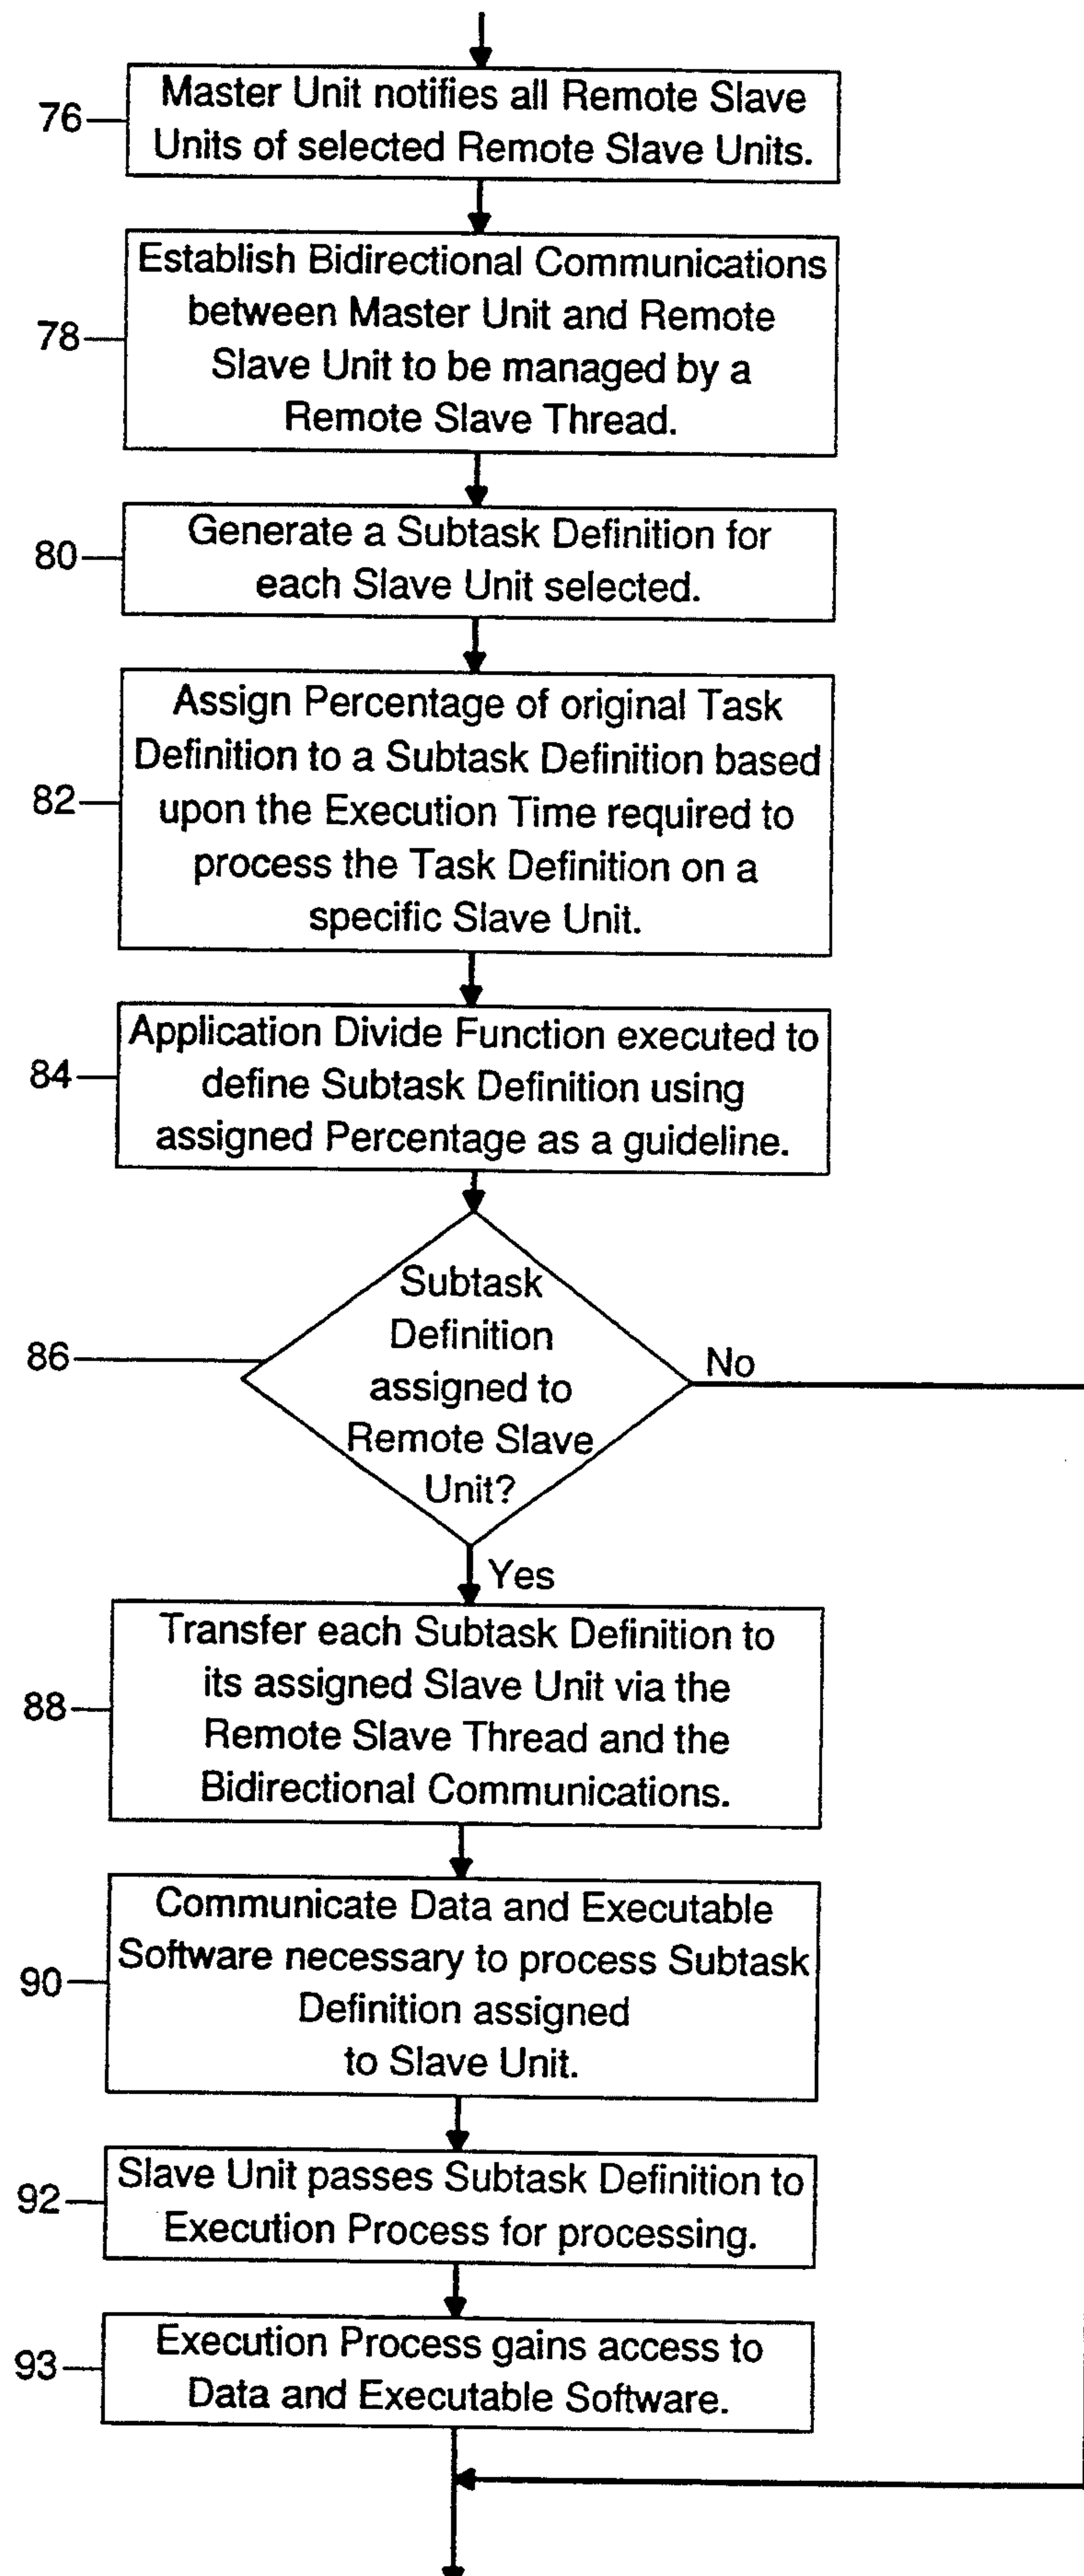 76
Master Unit notifies all Remote Slave
Units of selected Remote Slave Units.
78
Establish Bidirectional Communications
between Master Unit and Remote
Slave Unit to be managed by a
Remote Slave Thread.
80
Generate a Subtask Definition for
each Slave Unit selected.
82
Assign Percentage of original Task
Definition to a Subtask Definition based
upon the Execution Time required to
process the Task Definition on a
specific Slave Unit.
84
Application Divide Function executed to
define Subtask Definition using
assigned Percentage as a guideline.
86
Subtask
Definition
assigned to
Remote Slave
Unit?
No
Yes
88
Transfer each Subtask Definition to
its assigned Slave Unit via the
Remote Slave Thread and the
Bidirectional Communications.
90
Communicate Data and Executable
Software necessary to process Subtask
Definition assigned
to Slave Unit.
92
Slave Unit passes Subtask Definition to
Execution Process for processing.
93
Execution Process gains access to
Data and Executable Software.